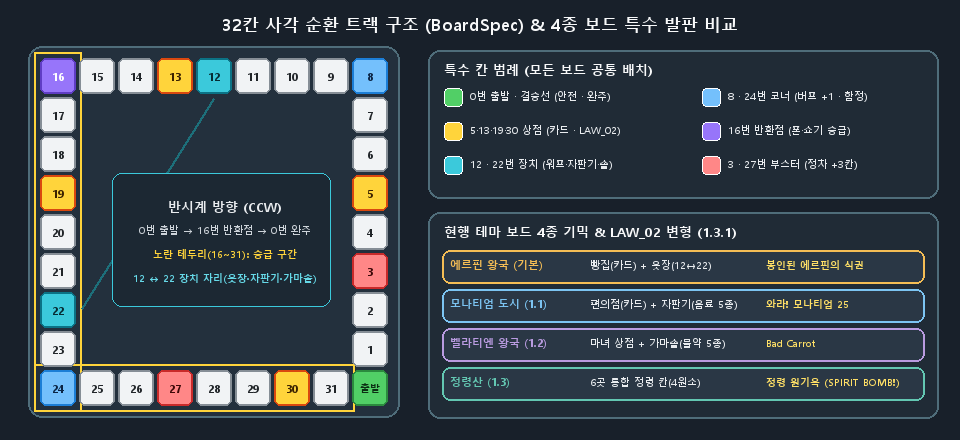 32칸 사각 순환 트랙 구조 (BoardSpec) & 4종 보드 특수 발판 비교
16 15 14 13 12 11 10 9 8
17 7
18 6
19 5
20 4
21 3
22 2
23 1
24 25 26 27 28 29 30 31 출발
반시계 방향 (CCW)
0번 출발 → 16번 반환점 → 0번 완주
노란 테두리(16~31): 승급 구간
12 ↔ 22 장치 자리(옷장·자판기·가마솥)
특수 칸 범례 (모든 보드 공통 배치)
0번 출발 · 결승선 (안전 · 완주)
8 · 24번 코너 (버프 +1 · 함정)
5·13·19·30 상점 (카드 · LAW_02)
16번 반환점 (폰·쇼기 승급)
12 · 22번 장치 (워프·자판기·솥)
3 · 27번 부스터 (정차 +3칸)
현행 테마 보드 4종 기믹 & LAW_02 변형 (1.3.1)
에르핀 왕국 (기본) 빵집(카드) + 옷장(12↔22) 봉인된 에르핀의 식권
모나티엄 도시 (1.1) 편의점(카드) + 자판기(음료 5종) 와라! 모나티엄 25
벨라티엔 왕국 (1.2) 마녀 상점 + 가마솥(물약 5종) Bad Carrot
정령산 (1.3) 6곳 통합 정령 칸(4원소) 정령 원기옥 (SPIRIT BOMB!)